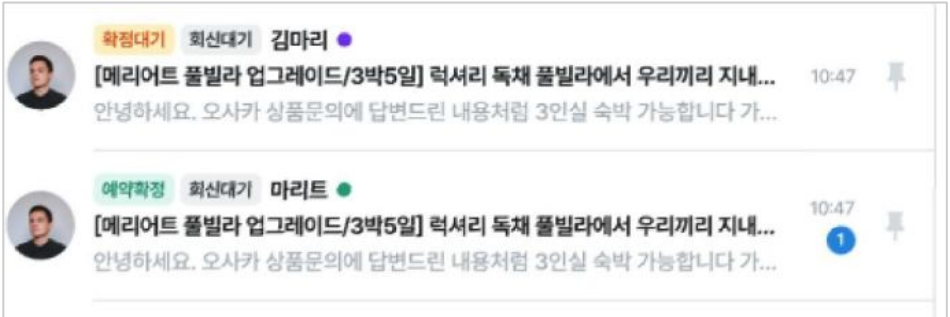 확정대기 회신대기 김마리
[메리어트 풀빌라 업그레이드/3박5일] 럭셔리 독채 풀빌라에서 우리끼리 지내... 10:47
안녕하세요. 오사카 상품문의에 답변드린 내용처럼 3인실 숙박 가능합니다 가...
예약확정 회신대기 마리트
[메리어트 풀빌라 업그레이드/3박5일] 럭셔리 독채 풀빌라에서 우리끼리 지내... 10:47
1
안녕하세요. 오사카 상품문의에 답변드린 내용처럼 3인실 숙박 가능합니다 가...